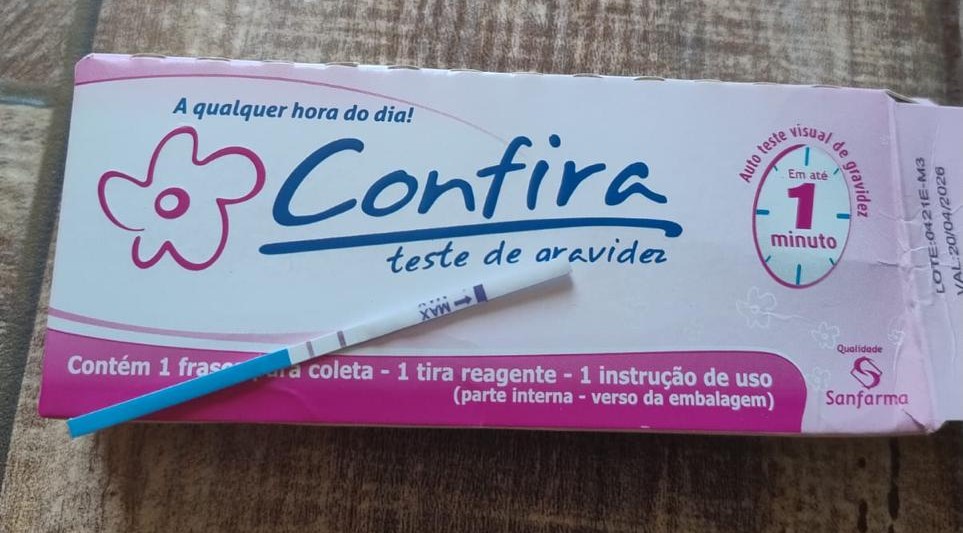 A qualquer hora do dia!
Confira
teste de gravidez
Auto teste visual de gravidez
Em até
1
minuto
LOTE:0421E-M3
VAL:20/04/2026
MAX
Contém 1 para coleta - 1 tira reagente - 1 instrução de uso
(parte interna - verso da embalagem)
Qualidade
Sanfarma